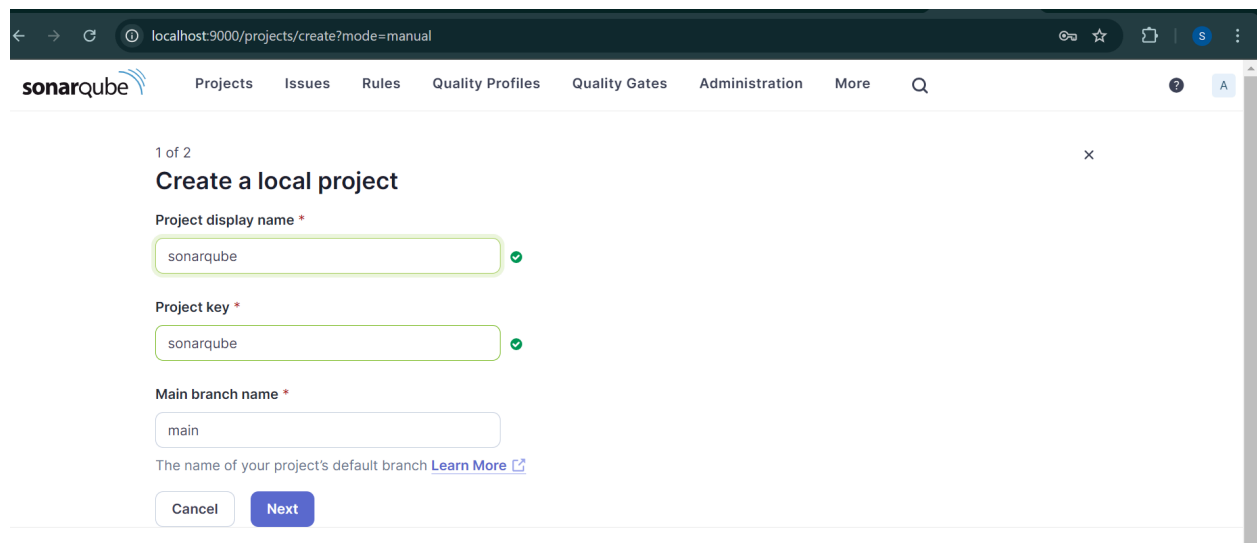 localhost:9000/projects/create?mode=manual
S
sonarqube Projects Issues Rules Quality Profiles Quality Gates Administration More ? A
1 of 2
Create a local project
Project display name *
sonarqube
Project key *
sonarqube
Main branch name *
main
The name of your project's default branch Learn More
Cancel Next